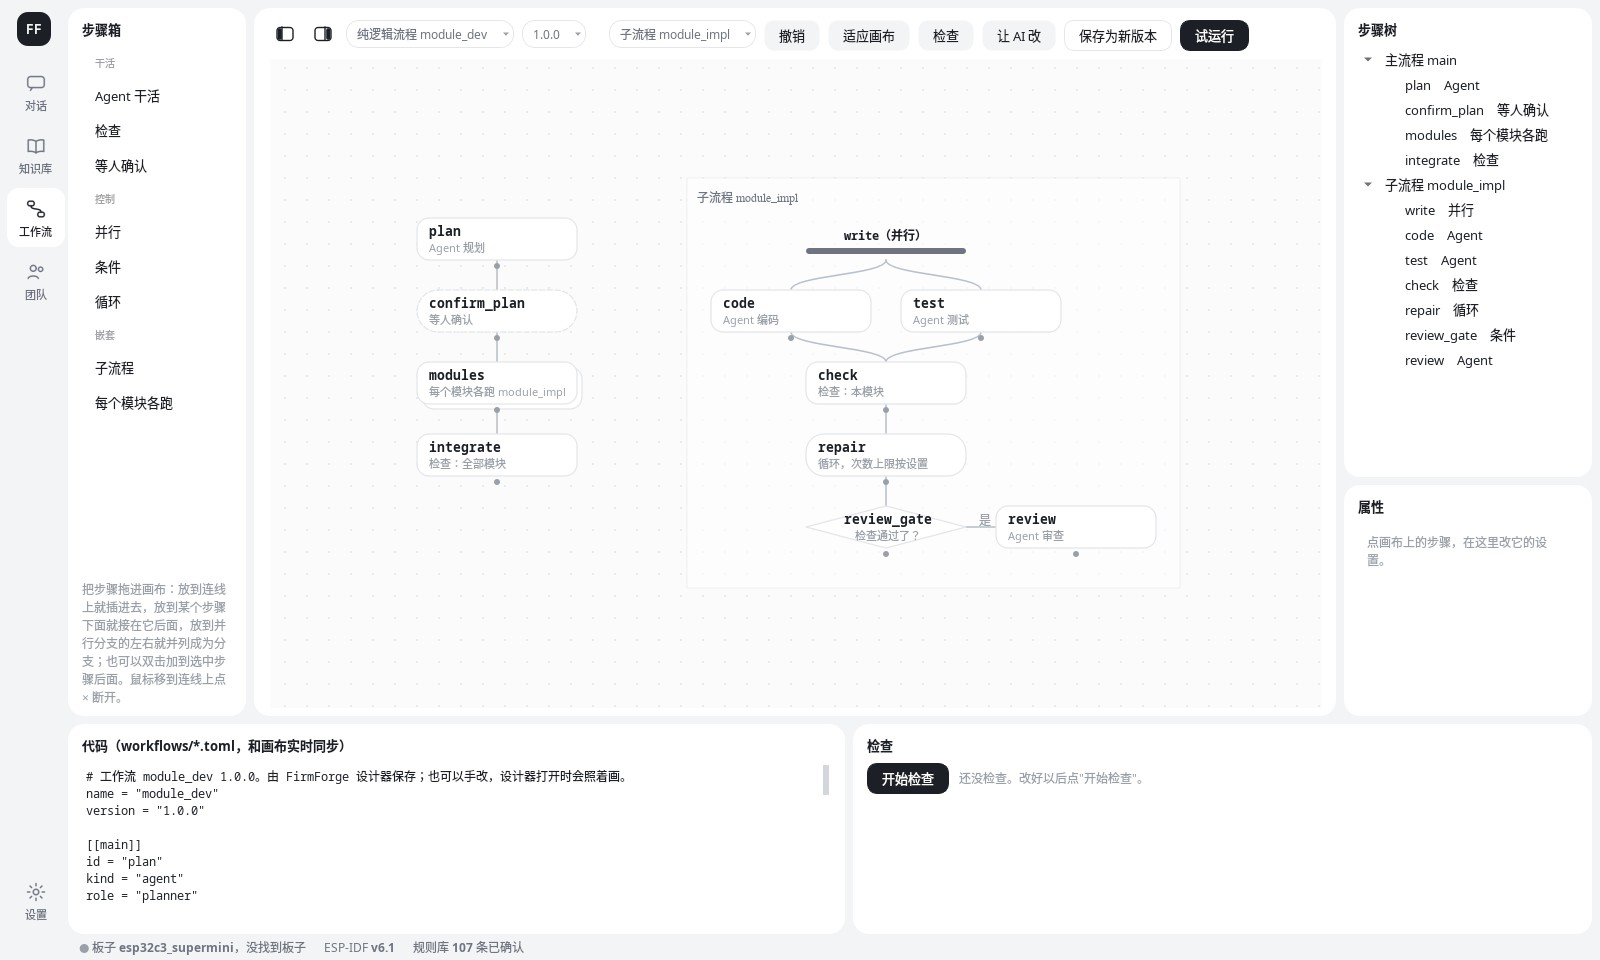 FF
对话
知识库
工作流
团队
设置
步骤箱
干活
Agent 干活
检查
等人确认
控制
并行
条件
循环
嵌套
子流程
每个模块各跑
把步骤拖进画布：放到连线
上就插进去，放到某个步骤
下面就接在它后面，放到并
行分支的左右就并列成为分
支；也可以双击加到选中步
骤后面。鼠标移到连线上点
× 断开。
纯逻辑流程 module_dev
1.0.0
子流程 module_impl
撤销
适应画布
检查
让 AI 改
保存为新版本
试运行
plan
Agent 规划
confirm_plan
等人确认
modules
每个模块各跑 module_impl
integrate
检查：全部模块
子流程 module_impl
write（并行）
code
Agent 编码
test
Agent 测试
check
检查：本模块
repair
循环，次数上限按设置
review_gate
检查通过了？
是
review
Agent 审查
步骤树
主流程 main
plan Agent
confirm_plan 等人确认
modules 每个模块各跑
integrate 检查
子流程 module_impl
write 并行
code Agent
test Agent
check 检查
repair 循环
review_gate 条件
review Agent
属性
点画布上的步骤，在这里改它的设
置。
代码（workflows/*.toml，和画布实时同步）
# 工作流 module_dev 1.0.0。由 FirmForge 设计器保存；也可以手改，设计器打开时会照着画。
name = "module_dev"
version = "1.0.0"
[[main]]
id = "plan"
kind = "agent"
role = "planner"
检查
开始检查
还没检查。改好以后点"开始检查"。
板子 esp32c3_supermini，没找到板子 ESP-IDF v6.1 规则库 107 条已确认